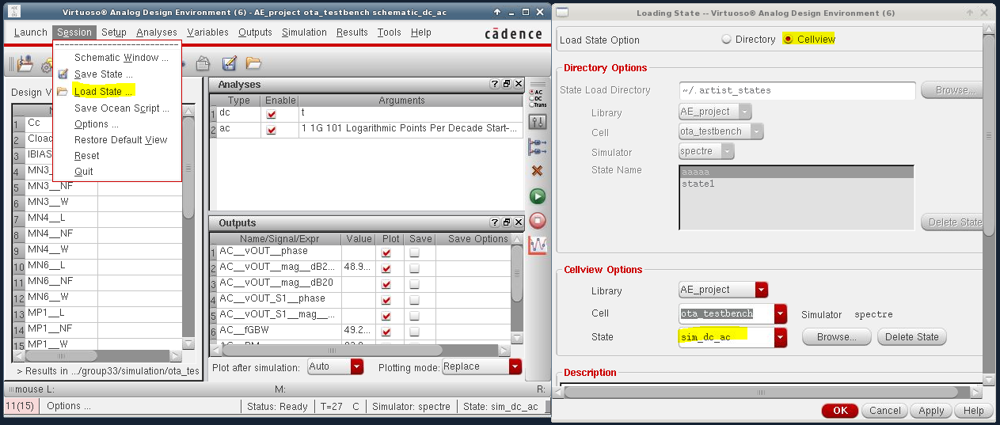 Virtuoso® Analog Design Environment (6) - AE_project ota_testbench schematic_dc_ac
Launch Session Setup Analyses Variables Outputs Simulation Results Tools Help
cādence
Schematic Window ...
Save State ...
Load State ...
Save Ocean Script ...
Options ...
Restore Default View
Reset
Quit
Design V
N
1 Cc
2 Cload
3 IBIAS
4 MN3_
5 MN3__NF
6 MN3__W
7 MN4__L
8 MN4__NF
9 MN4__W
10 MN6__L
11 MN6__NF
12 MN6__W
13 MP1__L
14 MP1__NF
15 MP1__W
> Results in .../group33/simulation/ota_tes
Analyses
Type Enable Arguments
1 dc t
2 ac 1 1G 101 Logarithmic Points Per Decade Start-...
Outputs
Name/Signal/Expr Value Plot Save Save Options
1 AC__vOUT__phase
2 AC__vOUT__mag__dB2... 48.9...
3 AC__vOUT__mag__dB20
4 AC__vOUT_S1__phase
5 AC__vOUT_S1__mag__...
6 AC__fGBW 49.2...
Plot after simulation: Auto Plotting mode: Replace
AC
DC
Trans
mouse L: M: R:
11(15) Options ... Status: Ready T=27 C Simulator: spectre State: sim_dc_ac
Loading State -- Virtuoso® Analog Design Environment (6)
Load State Option Directory Cellview
Directory Options
State Load Directory ~/.artist_states Browse...
Library AE_project
Cell ota_testbench
Simulator spectre
State Name aaaaa
state1
Delete State
Cellview Options
Library AE_project
Cell ota_testbench Simulator spectre
State sim_dc_ac Browse... Delete State
Description
OK Cancel Apply Help